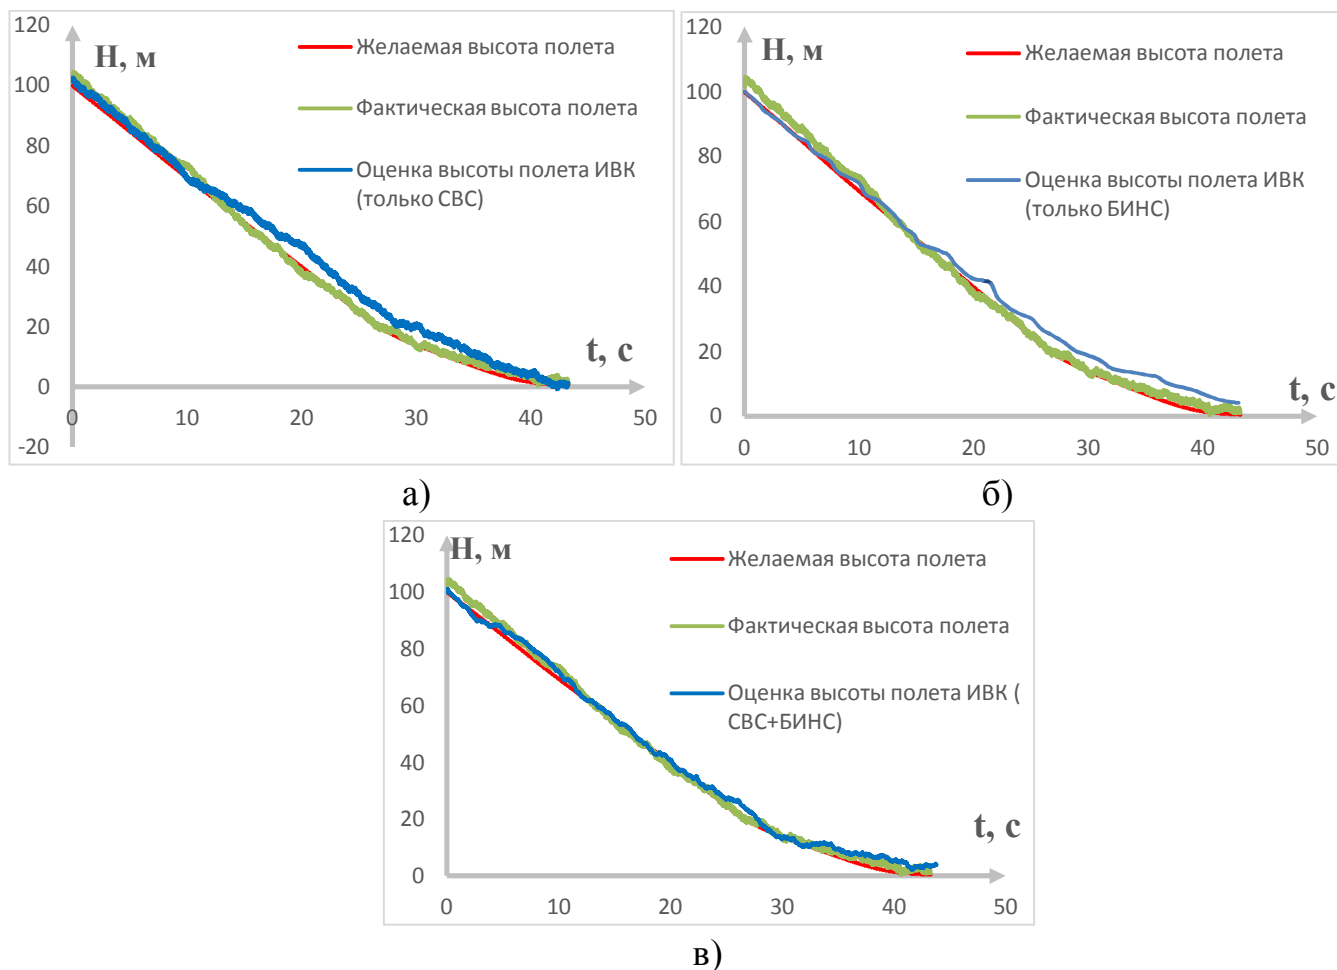 120
100
80
60
40
20
0
-20
Н, м
Желаемая высота полета
Фактическая высота полета
Оценка высоты полета ИВК
(только СВС)
t, с
0 10 20 30 40 50
а)
120
100
80
60
40
20
0
Н, м
Желаемая высота полета
Фактическая высота полета
Оценка высоты полета ИВК
(только БИНС)
t, с
0 10 20 30 40 50
б)
120
100
80
60
40
20
0
Н, м
Желаемая высота полета
Фактическая высота полета
Оценка высоты полета ИВК (
СВС+БИНС)
t, с
0 10 20 30 40 50
в)